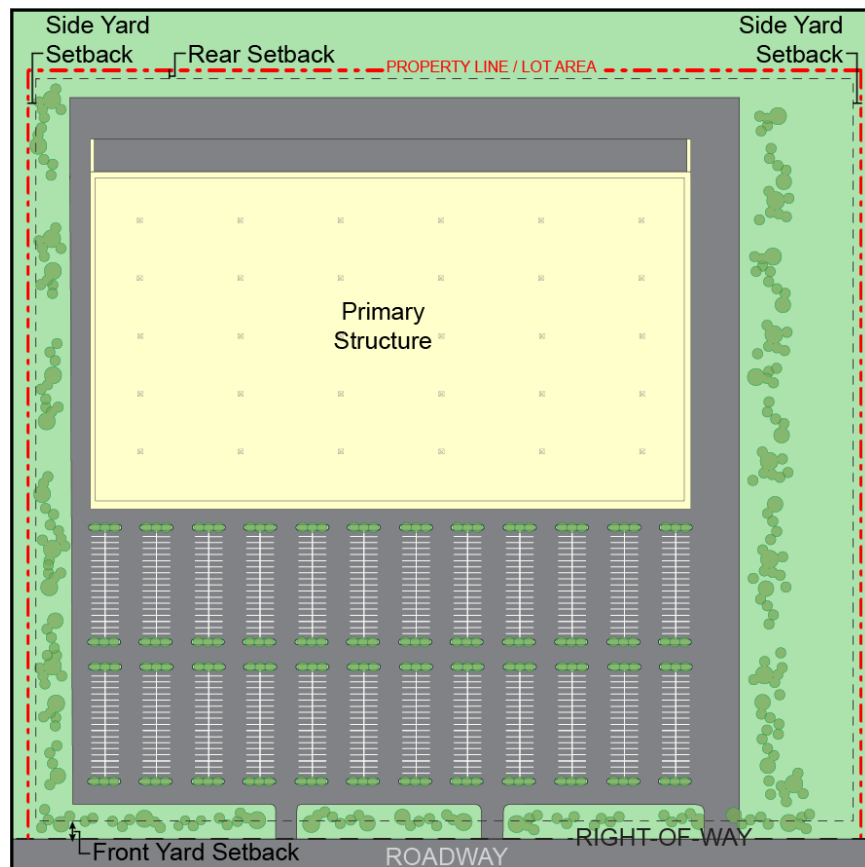 Side Yard
Setback
Rear Setback
Side Yard
Setback
PROPERTY LINE / LOT AREA
Primary
Structure
RIGHT-OF-WAY
Front Yard Setback
ROADWAY